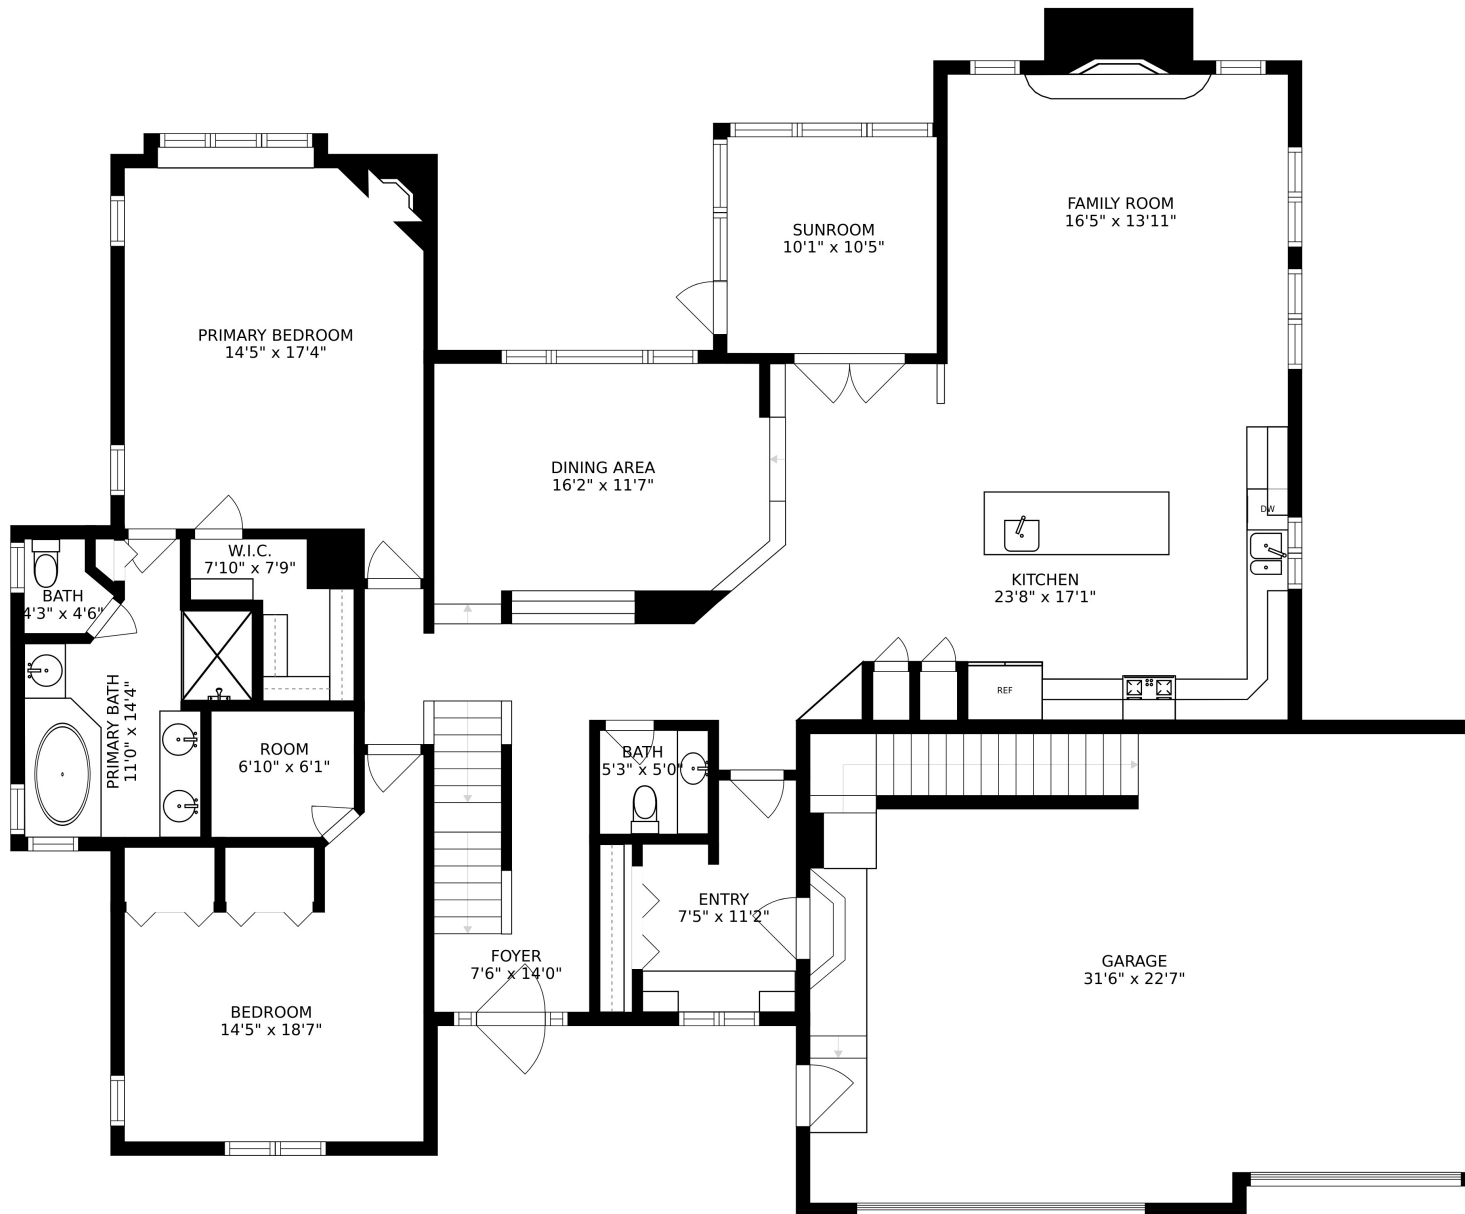 FAMILY ROOM
16'5" x 13'11"
SUNROOM
10'1" x 10'5"
PRIMARY BEDROOM
14'5" x 17'4"
DINING AREA
16'2" x 11'7"
DW
W.I.C.
7'10" x 7'9"
KITCHEN
23'8" x 17'1"
BATH
4'3" x 4'6"
REF
PRIMARY BATH
11'0" x 14'4"
ROOM
6'10" x 6'1"
BATH
5'3" x 5'0"
ENTRY
7'5" x 11'2"
FOYER
7'6" x 14'0"
GARAGE
31'6" x 22'7"
BEDROOM
14'5" x 18'7"